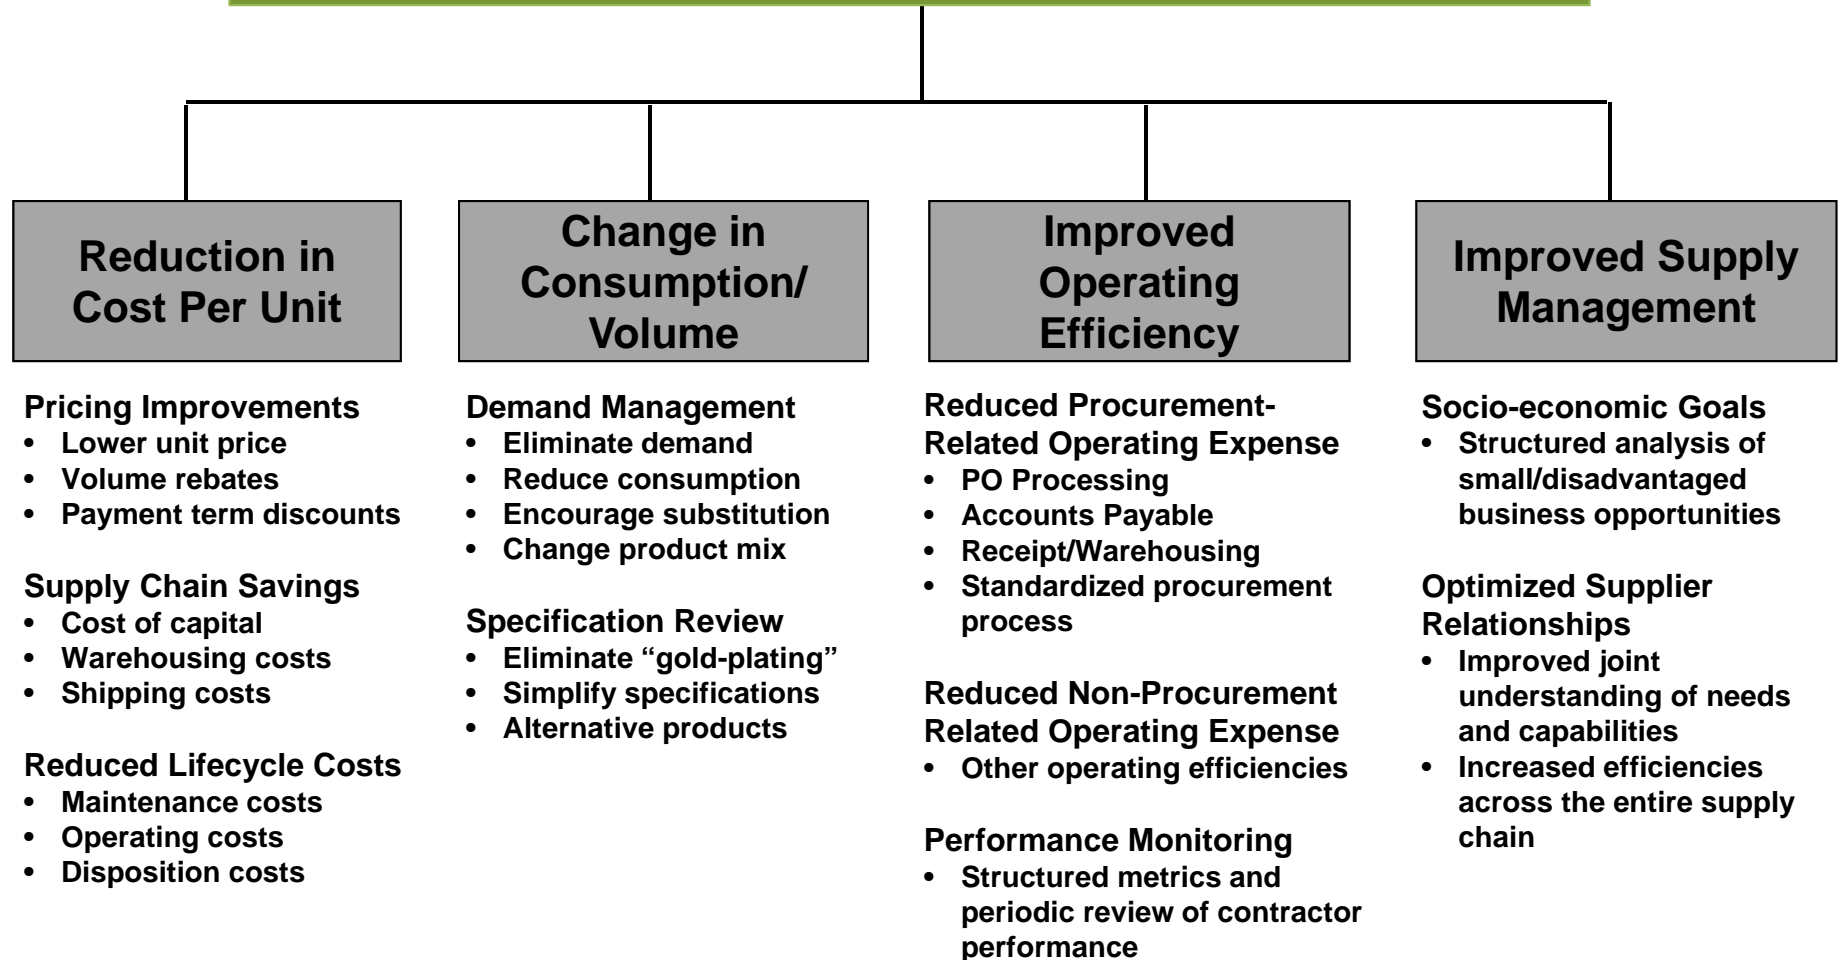 Reduction in
Cost Per Unit
Pricing Improvements
• Lower unit price
• Volume rebates
• Payment term discounts
Supply Chain Savings
• Cost of capital
• Warehousing costs
• Shipping costs
Reduced Lifecycle Costs
• Maintenance costs
• Operating costs
• Disposition costs
Change in
Consumption/
Volume
Demand Management
• Eliminate demand
• Reduce consumption
• Encourage substitution
• Change product mix
Specification Review
• Eliminate “gold-plating”
• Simplify specifications
• Alternative products
Improved
Operating
Efficiency
Reduced Procurement-
Related Operating Expense
• PO Processing
• Accounts Payable
• Receipt/Warehousing
• Standardized procurement
process
Reduced Non-Procurement
Related Operating Expense
• Other operating efficiencies
Performance Monitoring
• Structured metrics and
periodic review of contractor
performance
Improved Supply
Management
Socio-economic Goals
• Structured analysis of
small/disadvantaged
business opportunities
Optimized Supplier
Relationships
• Improved joint
understanding of needs
and capabilities
• Increased efficiencies
across the entire supply
chain